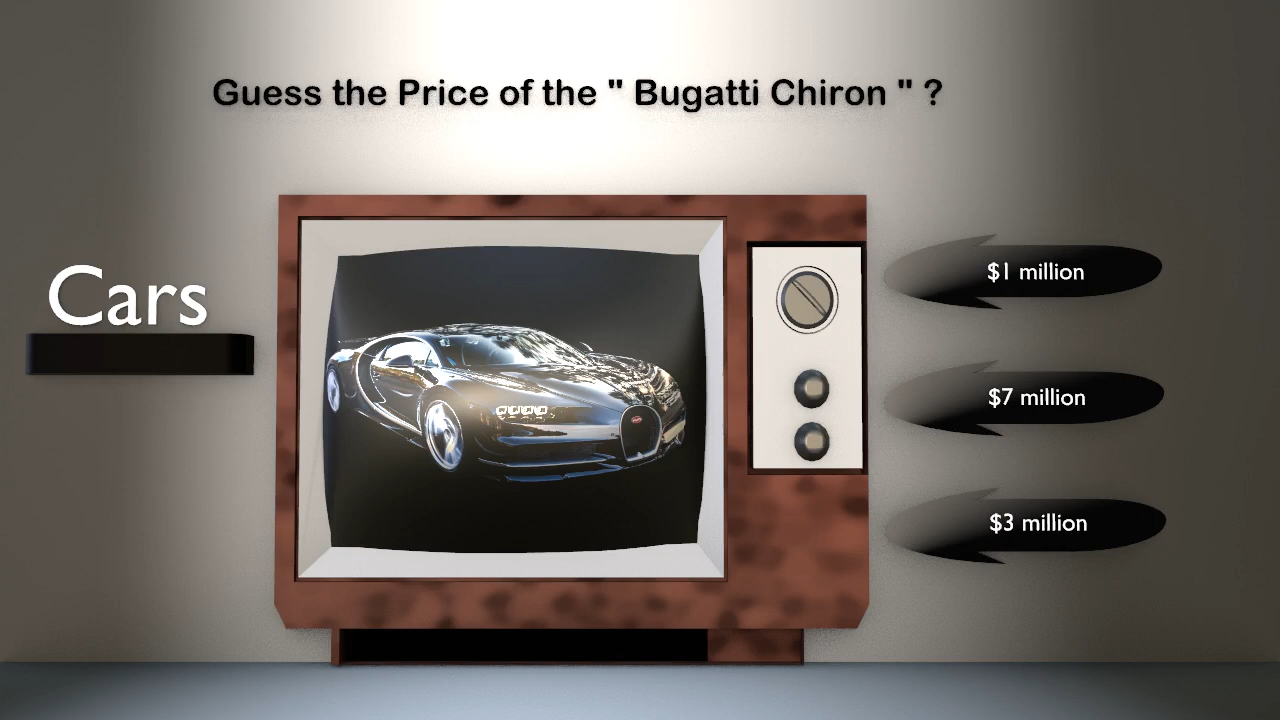 Guess the Price of the " Bugatti Chiron " ?
Cars
$1 million
$7 million
$3 million